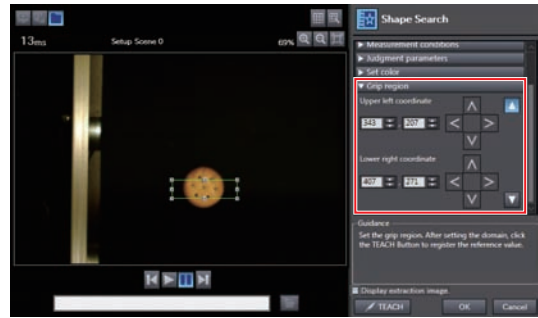 Shape Search
13ms
Setup Scene 0
69%
Measurement conditions
Judgment parameters
Set color
Grip region
Upper left coordinate
343 207
Lower right coordinate
407 271
Guidance
Set the grip region. After setting the domain, click
the TEACH Button to register the reference value.
Display extraction image.
TEACH OK Cancel